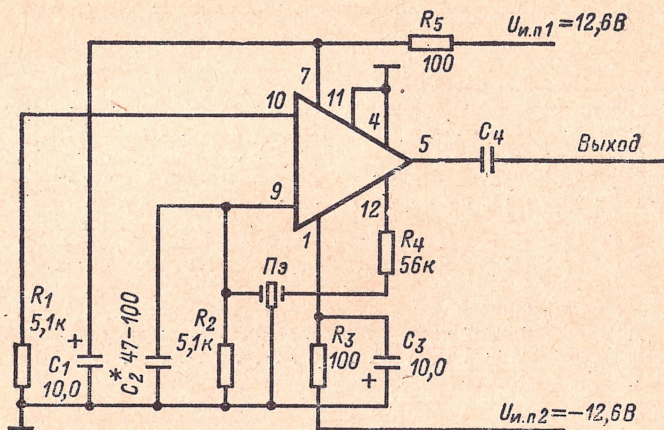 R5
100
Uи.п1=12,6В
7
11
10
4
5
C4
Выход
9
12
1
R4
56к
Пэ
R1
5,1к
+
C1
10,0
C2* 47-100
R2
5,1к
R3
100
C3
10,0
+
Uи.п2=-12,6В